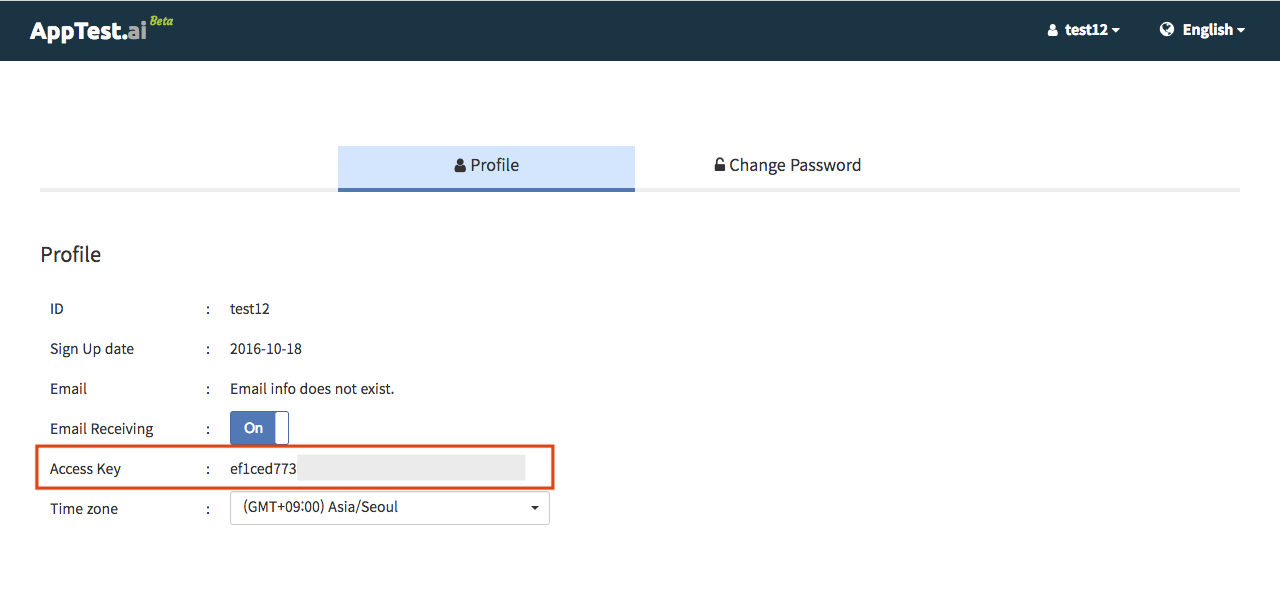 AppTest.ai Beta
test12
English
Profile
Change Password
Profile
ID : test12
Sign Up date : 2016-10-18
Email : Email info does not exist.
Email Receiving : On
Access Key : ef1ced773
Time zone : (GMT+09:00) Asia/Seoul